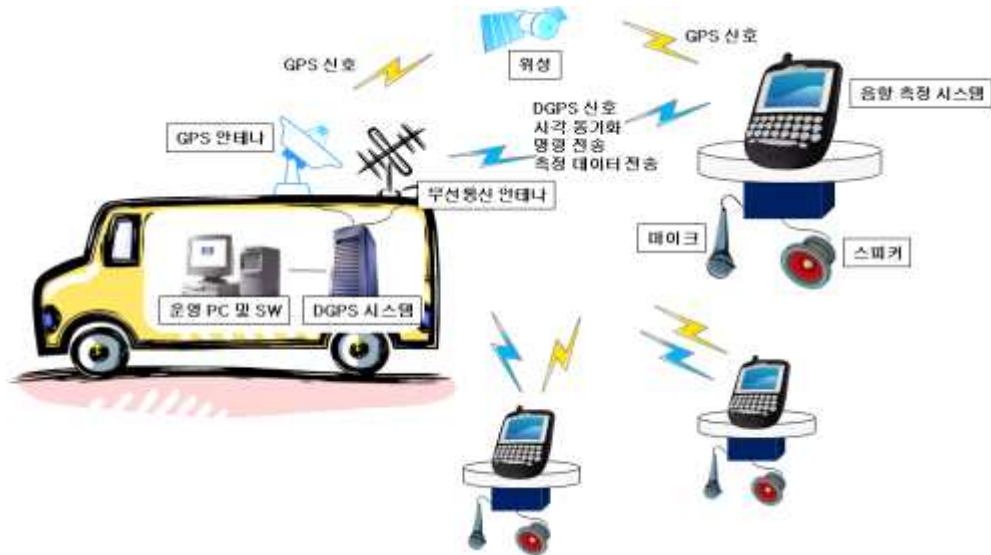 GPS 신호
GPS 신호
위성
음향 측정 시스템
DGPS 신호
시각 동기화
명령 전송
측정 데이터 전송
GPS 안테나
무선통신 안테나
마이크
스피커
운영 PC 및 SW
DGPS 시스템